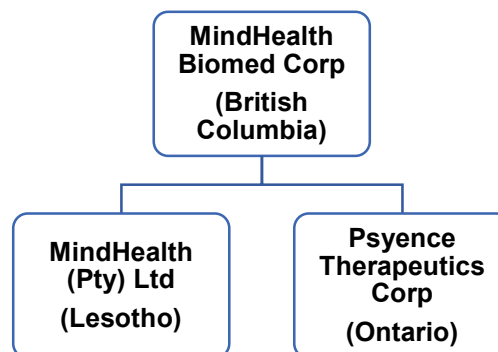 MindHealth
Biomed Corp
(British
Columbia)
MindHealth
(Pty) Ltd
(Lesotho)
Psyence
Therapeutics
Corp
(Ontario)